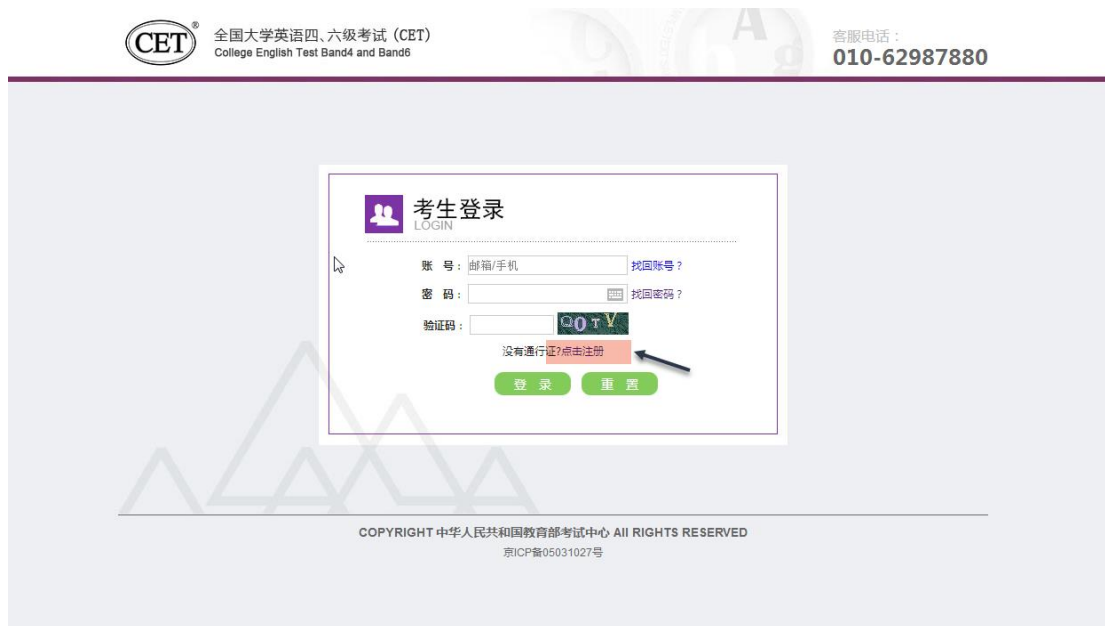 CET®
全国大学英语四、六级考试（CET）
College English Test Band4 and Band6
客服电话：
010-62987880
考生登录
LOGIN
账 号： 邮箱/手机 找回账号？
密 码： 找回密码？
验证码： QOTV
没有通行证?点击注册
登 录 重 置
COPYRIGHT 中华人民共和国教育部考试中心 All RIGHTS RESERVED
京ICP备05031027号